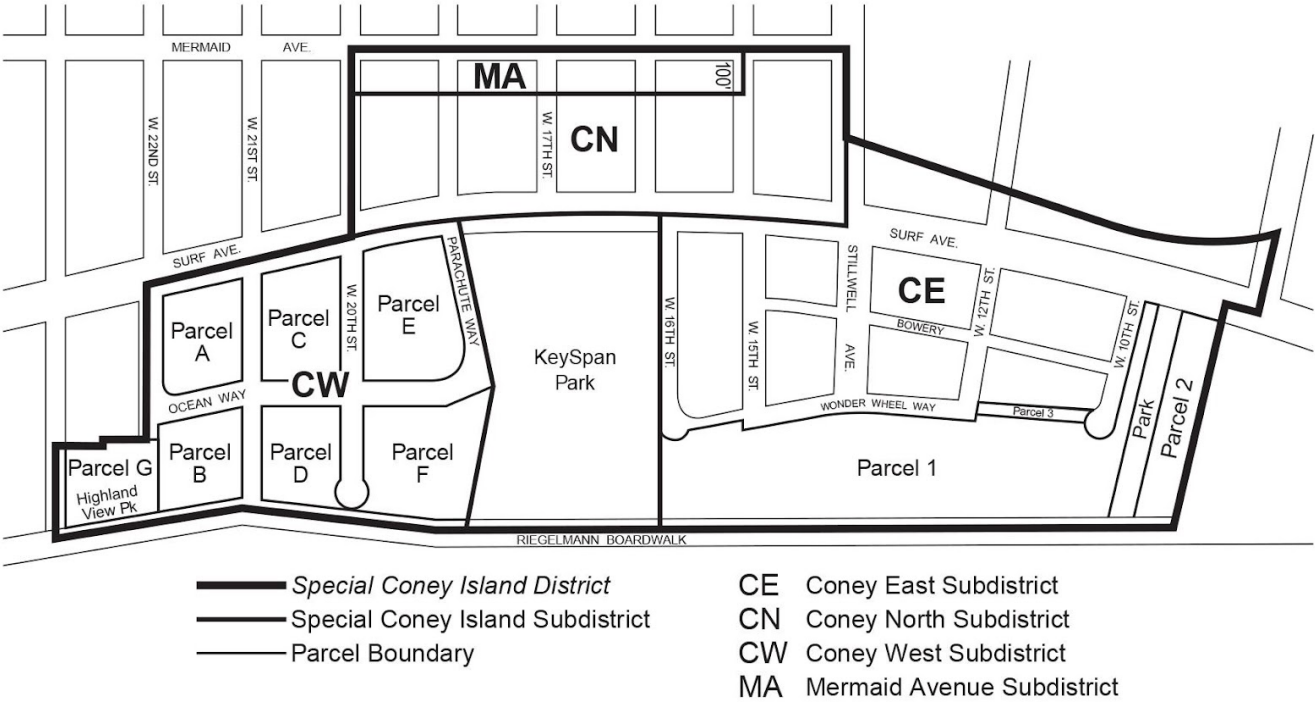 MERMAID AVE.
MA
100'
W. 22ND ST.
W. 21ST ST.
W. 17TH ST.
CN
SURF AVE.
PARACHUTE WAY
SURF AVE.
STILLWELL AVE.
W. 12TH ST.
CE
Parcel
A
Parcel
C
W. 20TH ST.
Parcel
E
W. 16TH ST.
W. 15TH ST.
BOWERY
W. 10TH ST.
KeySpan
Park
CW
OCEAN WAY
WONDER WHEEL WAY
Parcel 3
Park
Parcel 2
Parcel G
Highland
View Pk
Parcel
B
Parcel
D
Parcel
F
Parcel 1
RIEGELMANN BOARDWALK
Special Coney Island District
Special Coney Island Subdistrict
Parcel Boundary
CE Coney East Subdistrict
CN Coney North Subdistrict
CW Coney West Subdistrict
MA Mermaid Avenue Subdistrict